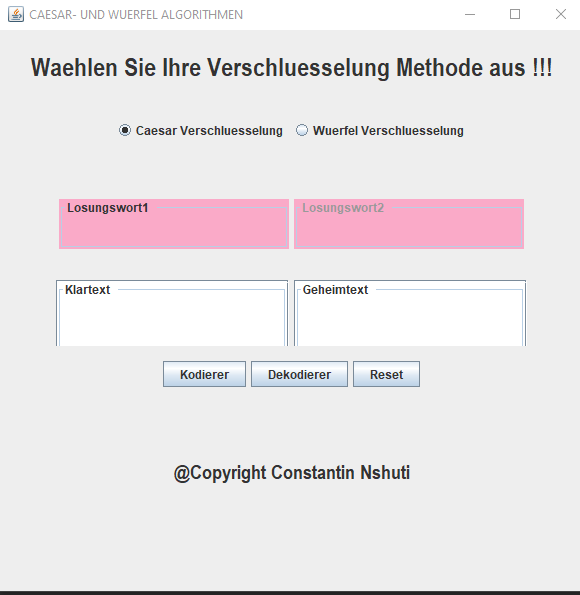 CAESAR- UND WUERFEL ALGORITHMEN
Waehlen Sie Ihre Verschluesselung Methode aus !!!
Caesar Verschluesselung Wuerfel Verschluesselung
Losungswort1 Losungswort2
Klartext Geheimtext
Kodierer Dekodierer Reset
@Copyright Constantin Nshuti